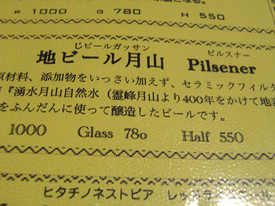 P 1000 G 780 H 550
じビールガッサン ピルスナー
地ビール月山 Pilsener
原材料、添加物をいっさい加えず、セラミックフィルタ
『湧水月山自然水(霊峰月山より400年をかけて地表
をふんだんに使って醸造したビールです。
1000 Glass 780 Half 550
ヒタチノネストビア レッド